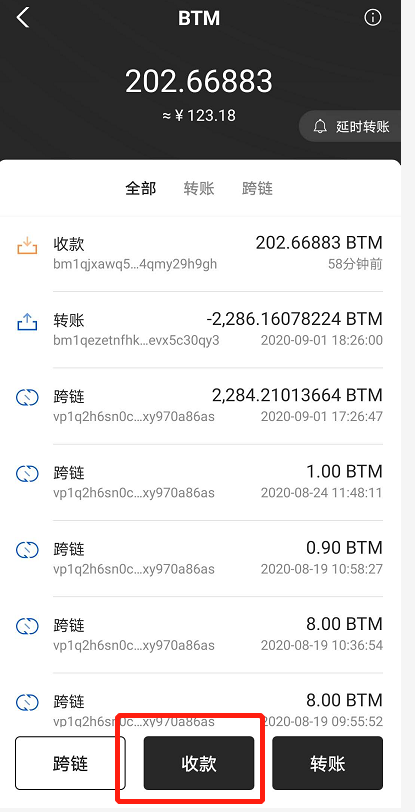 BTM
202.66883
≈ ¥ 123.18
延时转账
全部 转账 跨链
收款 202.66883 BTM
bm1qjxawq5...4qmy29h9gh 58分钟前
转账 -2,286.16078224 BTM
bm1qezetnfhk...evx5c30qy3 2020-09-01 18:26:00
跨链 2,284.21013664 BTM
vp1q2h6sn0c...xy970a86as 2020-09-01 17:26:47
跨链 1.00 BTM
vp1q2h6sn0c...xy970a86as 2020-08-24 11:48:11
跨链 0.90 BTM
vp1q2h6sn0c...xy970a86as 2020-08-19 10:58:27
跨链 8.00 BTM
vp1q2h6sn0c...xy970a86as 2020-08-19 10:36:54
跨链 8.00 BTM
vp1q2h6sn0c...xy970a86as 2020-08-19 09:55:52
跨链 收款 转账